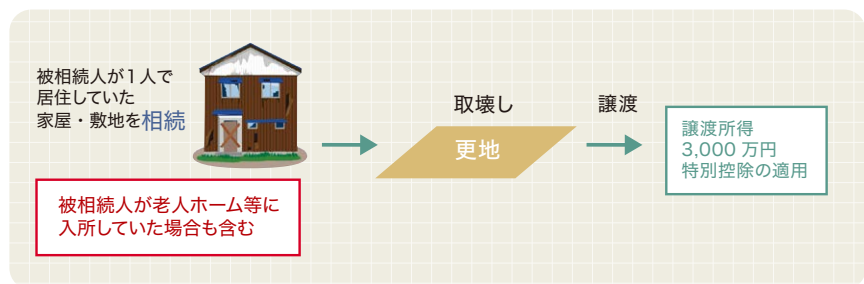 被相続人が1人で
居住していた
家屋・敷地を相続
被相続人が老人ホーム等に
入所していた場合も含む
取壊し
更地
譲渡
譲渡所得
3,000 万円
特別控除の適用